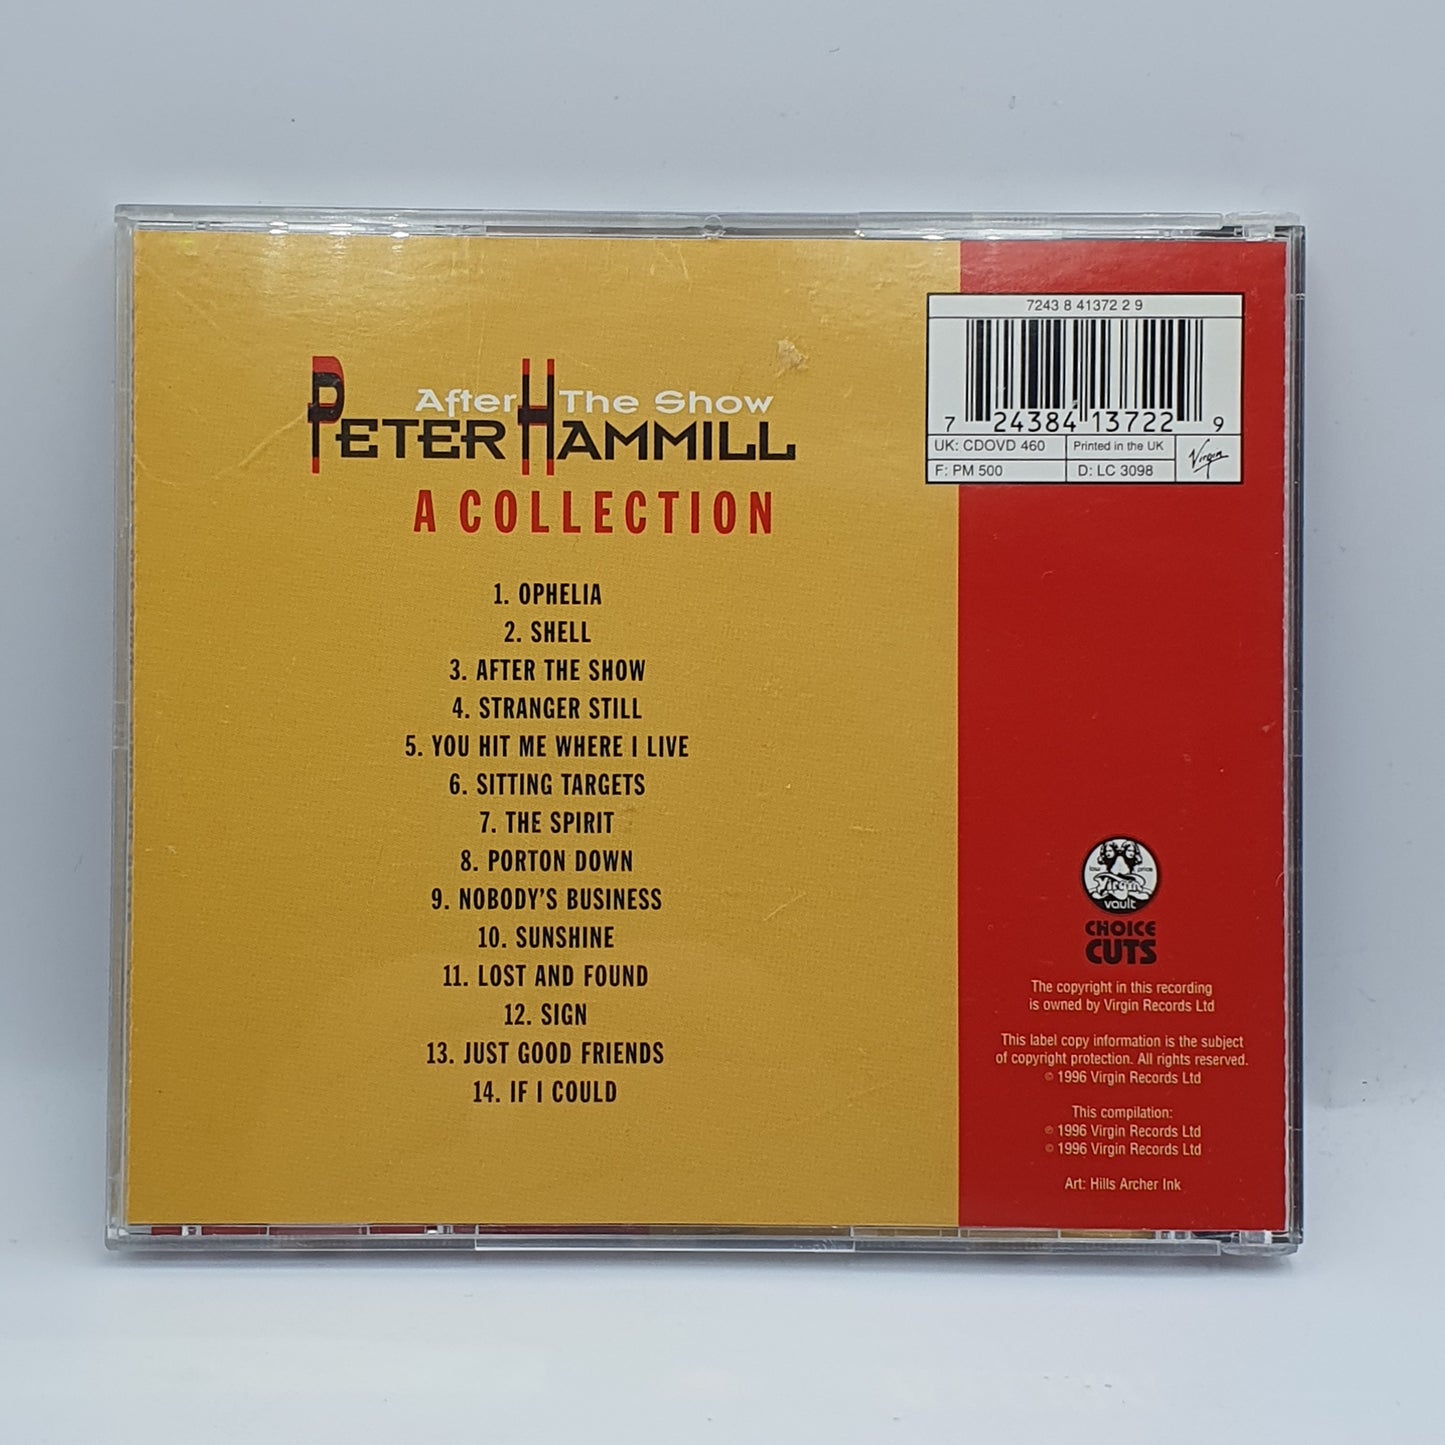 After The Show
PETER HAMMILL
A COLLECTION
1. OPHELIA
2. SHELL
3. AFTER THE SHOW
4. STRANGER STILL
5. YOU HIT ME WHERE I LIVE
6. SITTING TARGETS
7. THE SPIRIT
8. PORTON DOWN
9. NOBODY'S BUSINESS
10. SUNSHINE
11. LOST AND FOUND
12. SIGN
13. JUST GOOD FRIENDS
14. IF I COULD
7243 8 41372 2 9
7 24384 13722 9
UK: CDOVD 460
Printed in the UK
Virgin
F: PM 500
D: LC 3098
low price
Virgin
vault
CHOICE
CUTS
The copyright in this recording
is owned by Virgin Records Ltd
This label copy information is the subject
of copyright protection. All rights reserved.
© 1996 Virgin Records Ltd
This compilation:
℗ 1996 Virgin Records Ltd
© 1996 Virgin Records Ltd
Art: Hills Archer Ink